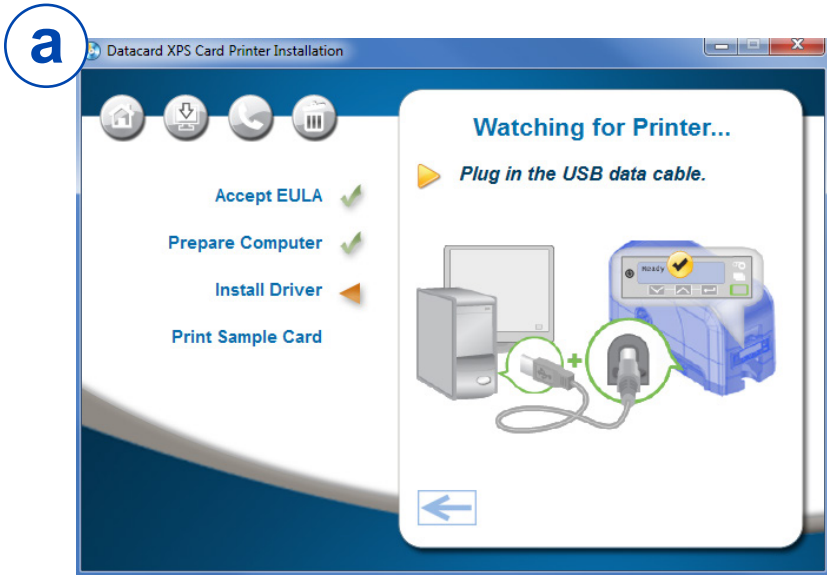 a
Datacard XPS Card Printer Installation
Watching for Printer...
Plug in the USB data cable.
Accept EULA
Prepare Computer
Install Driver
Print Sample Card
Ready
+